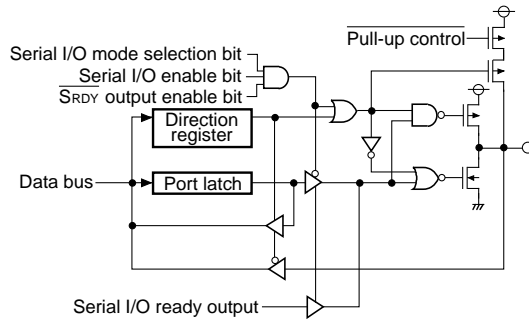 Pull-up control
Serial I/O mode selection bit
Serial I/O enable bit
SRDY output enable bit
Direction
register
Data bus
Port latch
Serial I/O ready output